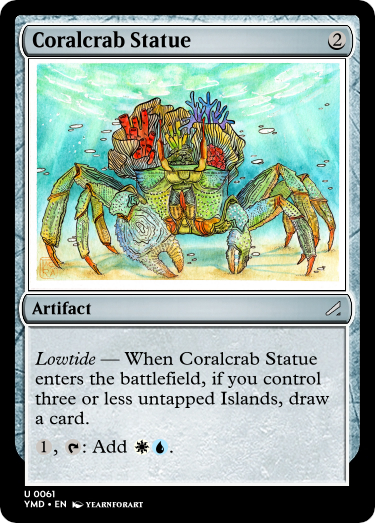 Coralcrab Statue 2
Artifact
Lowtide — When Coralcrab Statue
enters the battlefield, if you control
three or less untapped Islands, draw
a card.
1, : Add .
U 0061
YMD • EN YEARNFORART